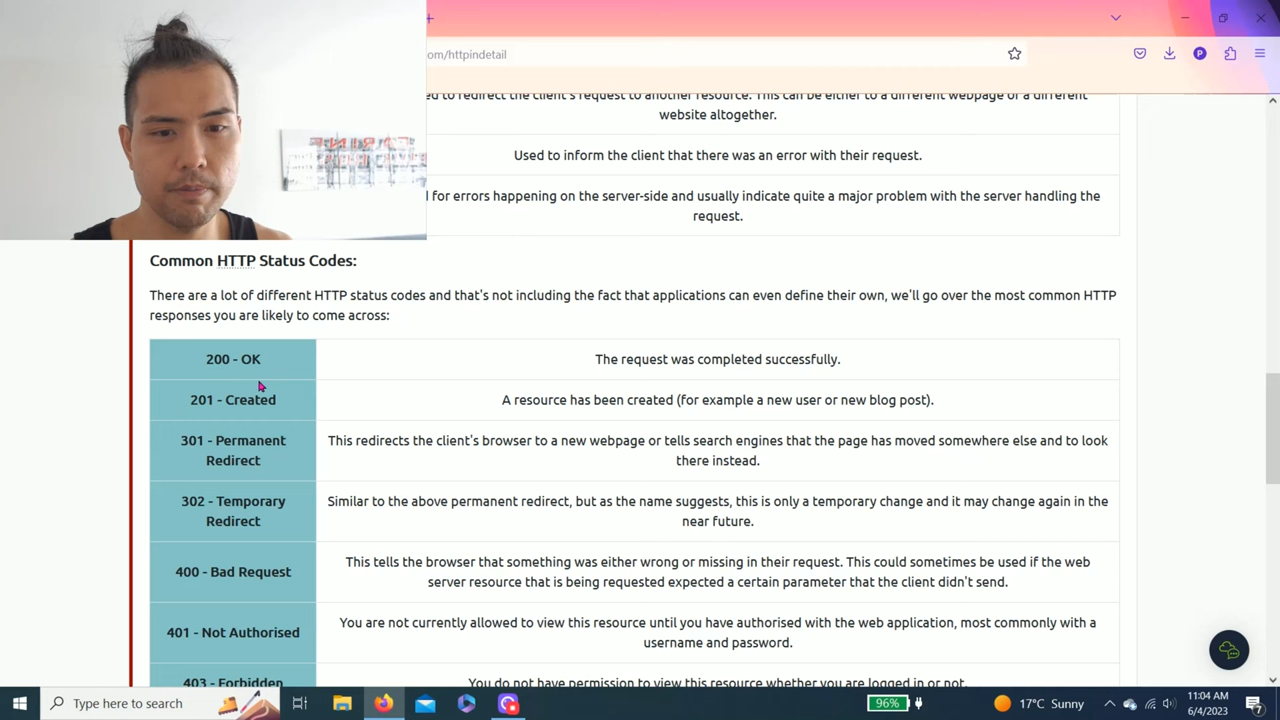 om/httpindetail
ed to redirect the client's request to another resource. This can be either to a different webpage or a different
website altogether.
Used to inform the client that there was an error with their request.
for errors happening on the server-side and usually indicate quite a major problem with the server handling the
request.
Common HTTP Status Codes:
There are a lot of different HTTP status codes and that's not including the fact that applications can even define their own, we'll go over the most common HTTP
responses you are likely to come across:
200 - OK
The request was completed successfully.
201 - Created
A resource has been created (for example a new user or new blog post).
301 - Permanent
Redirect
This redirects the client's browser to a new webpage or tells search engines that the page has moved somewhere else and to look
there instead.
302 - Temporary
Redirect
Similar to the above permanent redirect, but as the name suggests, this is only a temporary change and it may change again in the
near future.
400 - Bad Request
This tells the browser that something was either wrong or missing in their request. This could sometimes be used if the web
server resource that is being requested expected a certain parameter that the client didn't send.
401 - Not Authorised
You are not currently allowed to view this resource until you have authorised with the web application, most commonly with a
username and password.
403 - Forbidden
You do not have permission to view this resource whether you are logged in or not.
Type here to search
96%
17°C Sunny
11:04 AM
6/4/2023
7
P